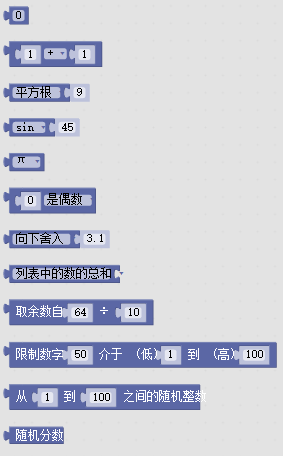 0
1 + 1
平方根 9
sin 45
π
0 是偶数
向下舍入 3.1
列表中的数的总和
取余数自 64 ÷ 10
限制数字 50 介于 (低) 1 到 (高) 100
从 1 到 100 之间的随机整数
随机分数